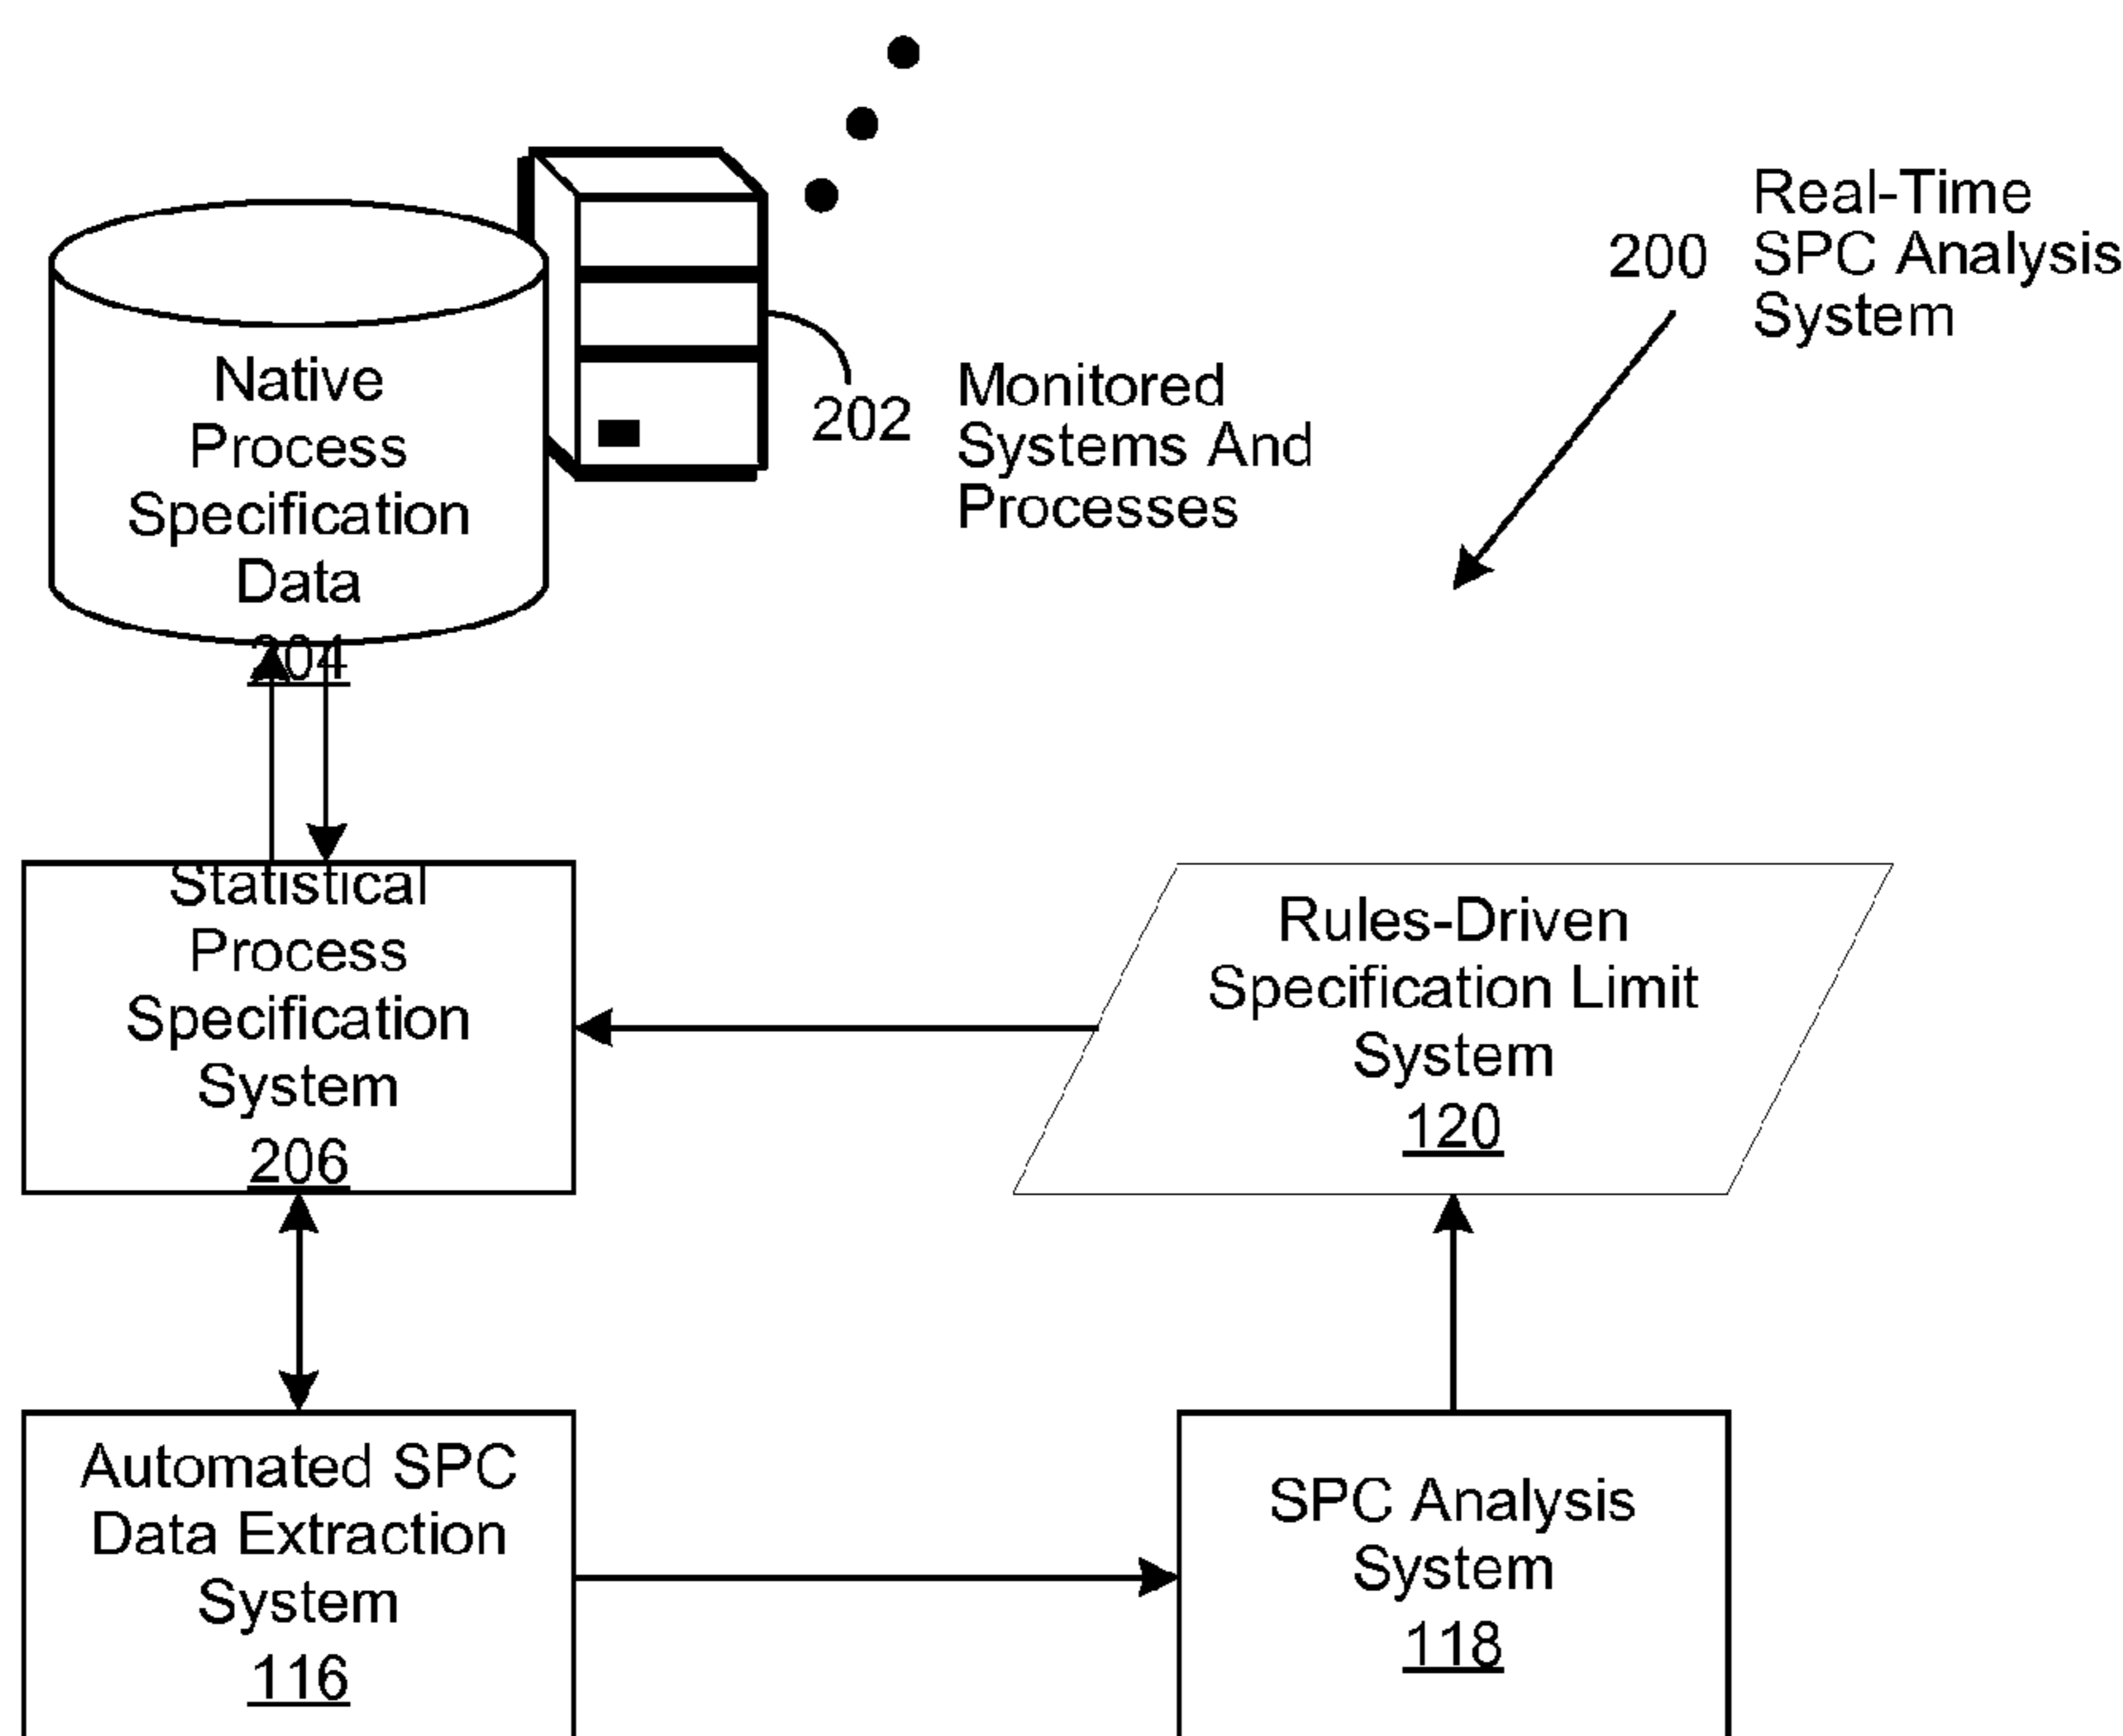 Real-Time
SPC Analysis
System
200
Native
Process
Specification
Data
204
202
Monitored
Systems And
Processes
Statistical
Process
Specification
System
206
Rules-Driven
Specification Limit
System
120
Automated SPC
Data Extraction
System
116
SPC Analysis
System
118